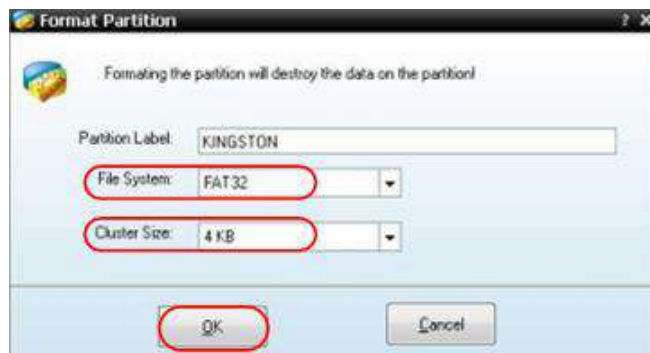 Format Partition ? X
Formating the partition will destroy the data on the partition!
Partition Label: KINGSTON
File System: FAT32
Cluster Size: 4 KB
OK Cancel